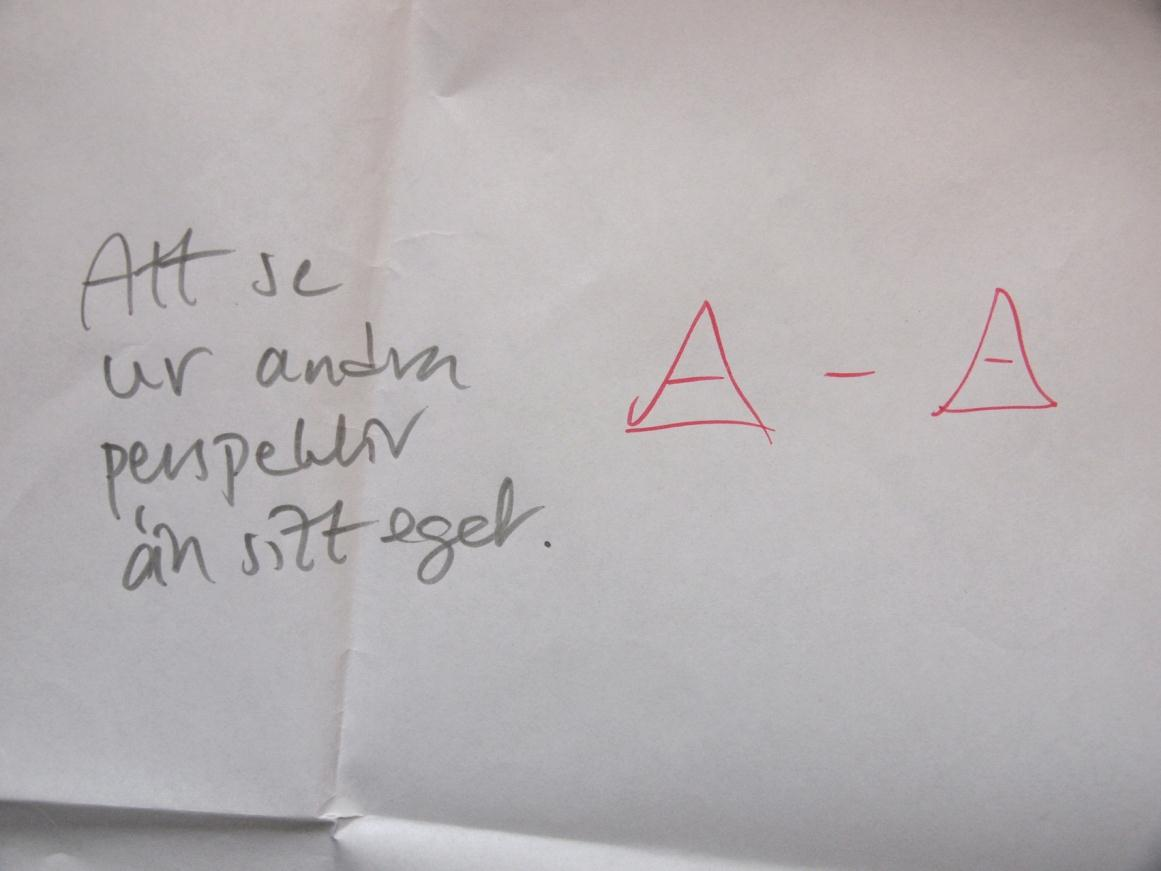 Att se
ur andra
perspektiv
än sitt eget.
A - A